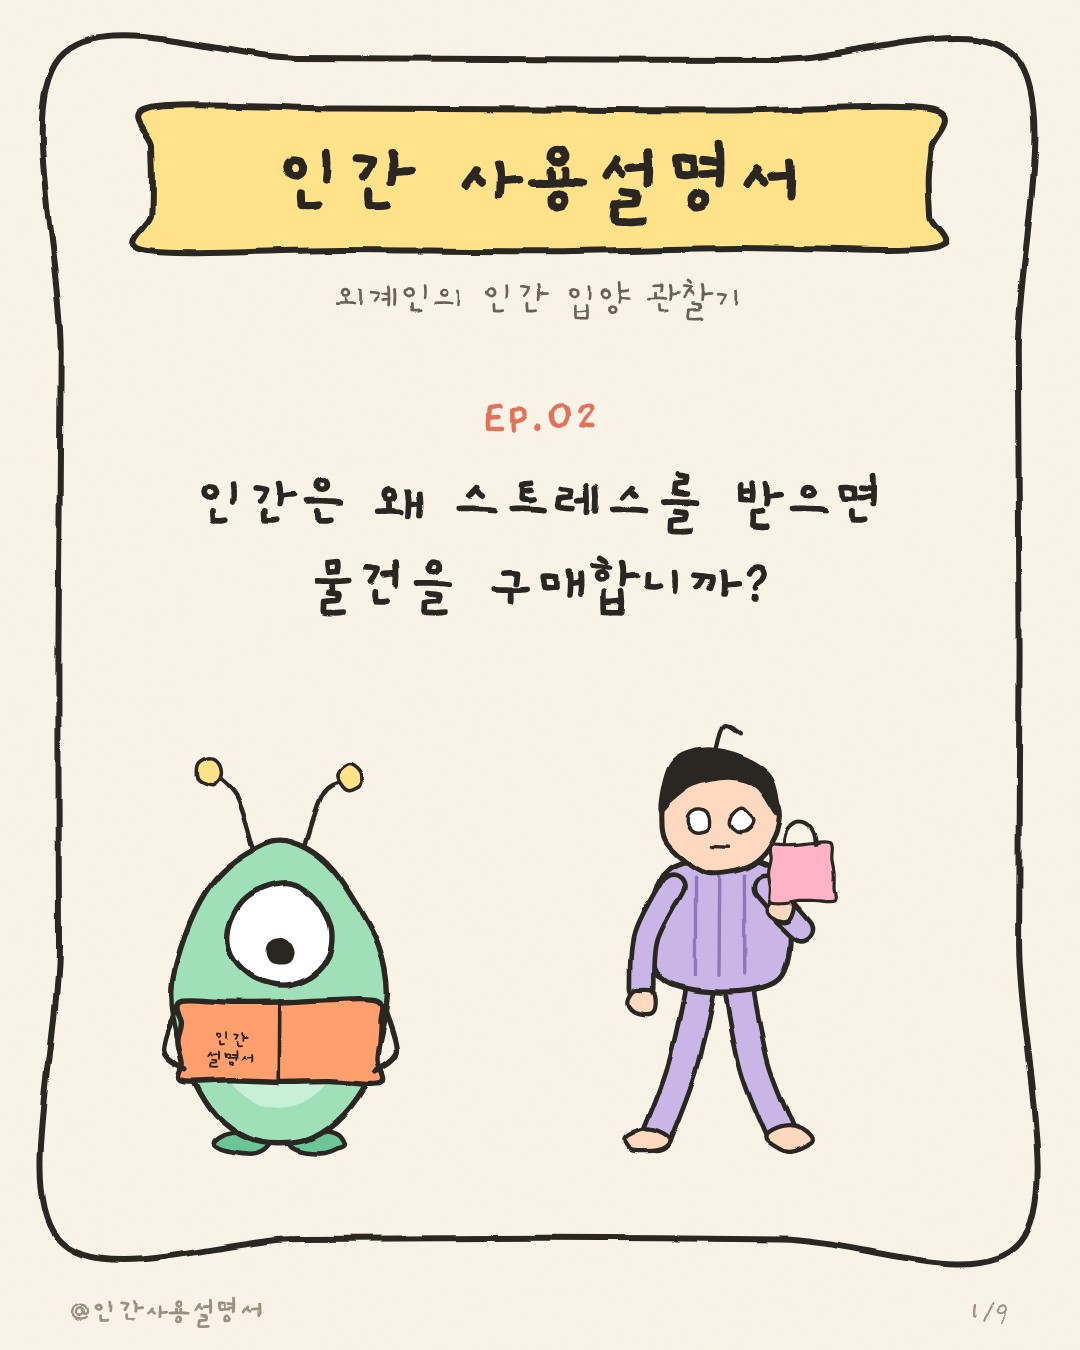 인간 사용설명서
외계인의 인간 입양 관찰기
EP.02
인간은 왜 스트레스를 받으면
물건을 구매합니까?
인간
설명서
@인간사용설명서
1/9